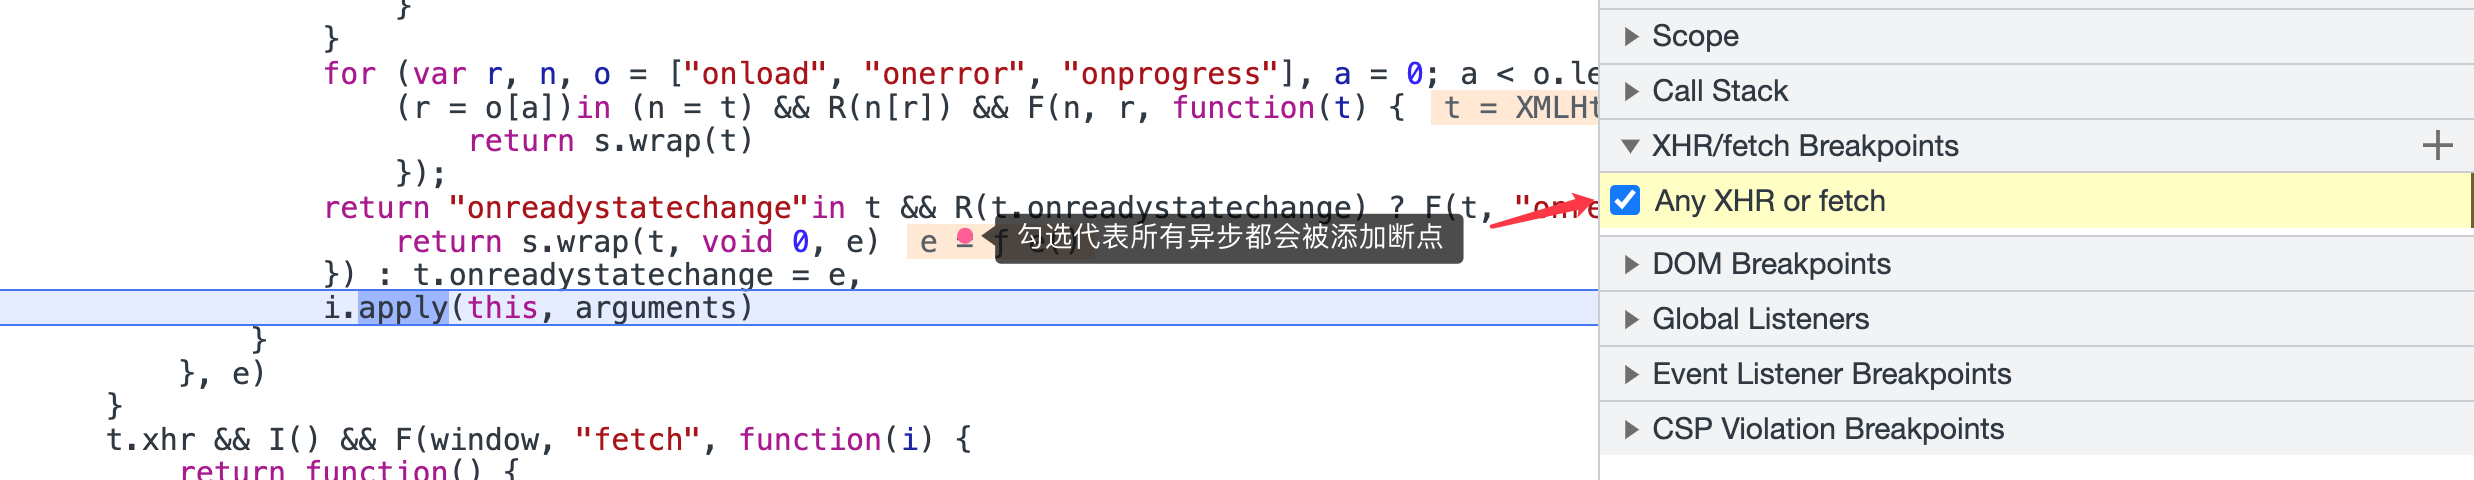 }
}
for (var r, n, o = ["onload", "onerror", "onprogress"], a = 0; a < o.le
(r = o[a])in (n = t) && R(n[r]) && F(n, r, function(t) { t = XMLHt
return s.wrap(t)
});
return "onreadystatechange"in t && R(t.onreadystatechange) ? F(t, "onre
return s.wrap(t, void 0, e) e =
勾选代表所有异步都会被添加断点
}) : t.onreadystatechange = e,
i.apply(this, arguments)
}
}, e)
}
t.xhr && I() && F(window, "fetch", function(i) {
return function() {
Scope
Call Stack
XHR/fetch Breakpoints
Any XHR or fetch
DOM Breakpoints
Global Listeners
Event Listener Breakpoints
CSP Violation Breakpoints